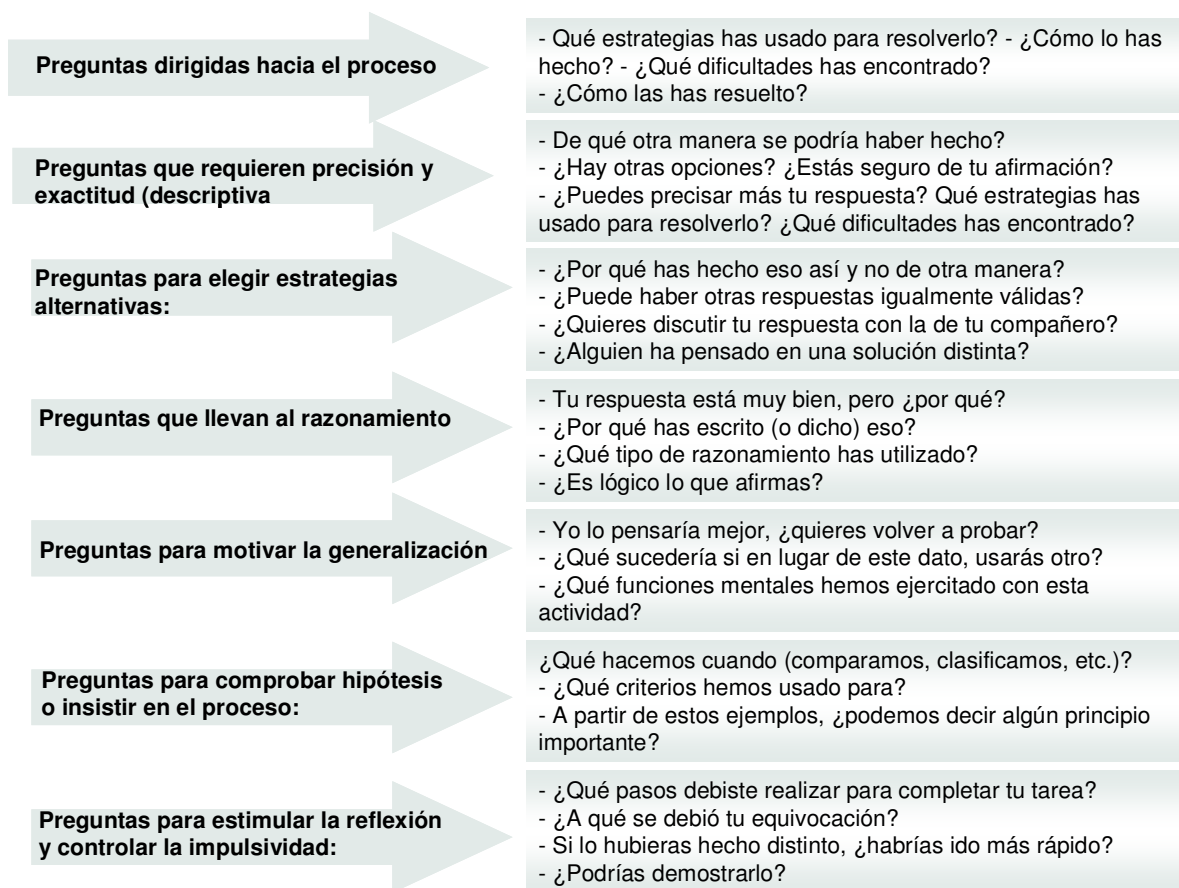 Preguntas dirigidas hacia el proceso
- Qué estrategias has usado para resolverlo? - ¿Cómo lo has
hecho? - ¿Qué dificultades has encontrado?
- ¿Cómo las has resuelto?
Preguntas que requieren precisión y
exactitud (descriptiva
- De qué otra manera se podría haber hecho?
- ¿Hay otras opciones? ¿Estás seguro de tu afirmación?
- ¿Puedes precisar más tu respuesta? Qué estrategias has
usado para resolverlo? ¿Qué dificultades has encontrado?
Preguntas para elegir estrategias
alternativas:
- ¿Por qué has hecho eso así y no de otra manera?
- ¿Puede haber otras respuestas igualmente válidas?
- ¿Quieres discutir tu respuesta con la de tu compañero?
- ¿Alguien ha pensado en una solución distinta?
Preguntas que llevan al razonamiento
- Tu respuesta está muy bien, pero ¿por qué?
- ¿Por qué has escrito (o dicho) eso?
- ¿Qué tipo de razonamiento has utilizado?
- ¿Es lógico lo que afirmas?
Preguntas para motivar la generalización
- Yo lo pensaría mejor, ¿quieres volver a probar?
- ¿Qué sucedería si en lugar de este dato, usarás otro?
- ¿Qué funciones mentales hemos ejercitado con esta
actividad?
Preguntas para comprobar hipótesis
o insistir en el proceso:
¿Qué hacemos cuando (comparamos, clasificamos, etc.)?
- ¿Qué criterios hemos usado para?
- A partir de estos ejemplos, ¿podemos decir algún principio
importante?
Preguntas para estimular la reflexión
y controlar la impulsividad:
- ¿Qué pasos debiste realizar para completar tu tarea?
- ¿A qué se debió tu equivocación?
- Si lo hubieras hecho distinto, ¿habrías ido más rápido?
- ¿Podrías demostrarlo?